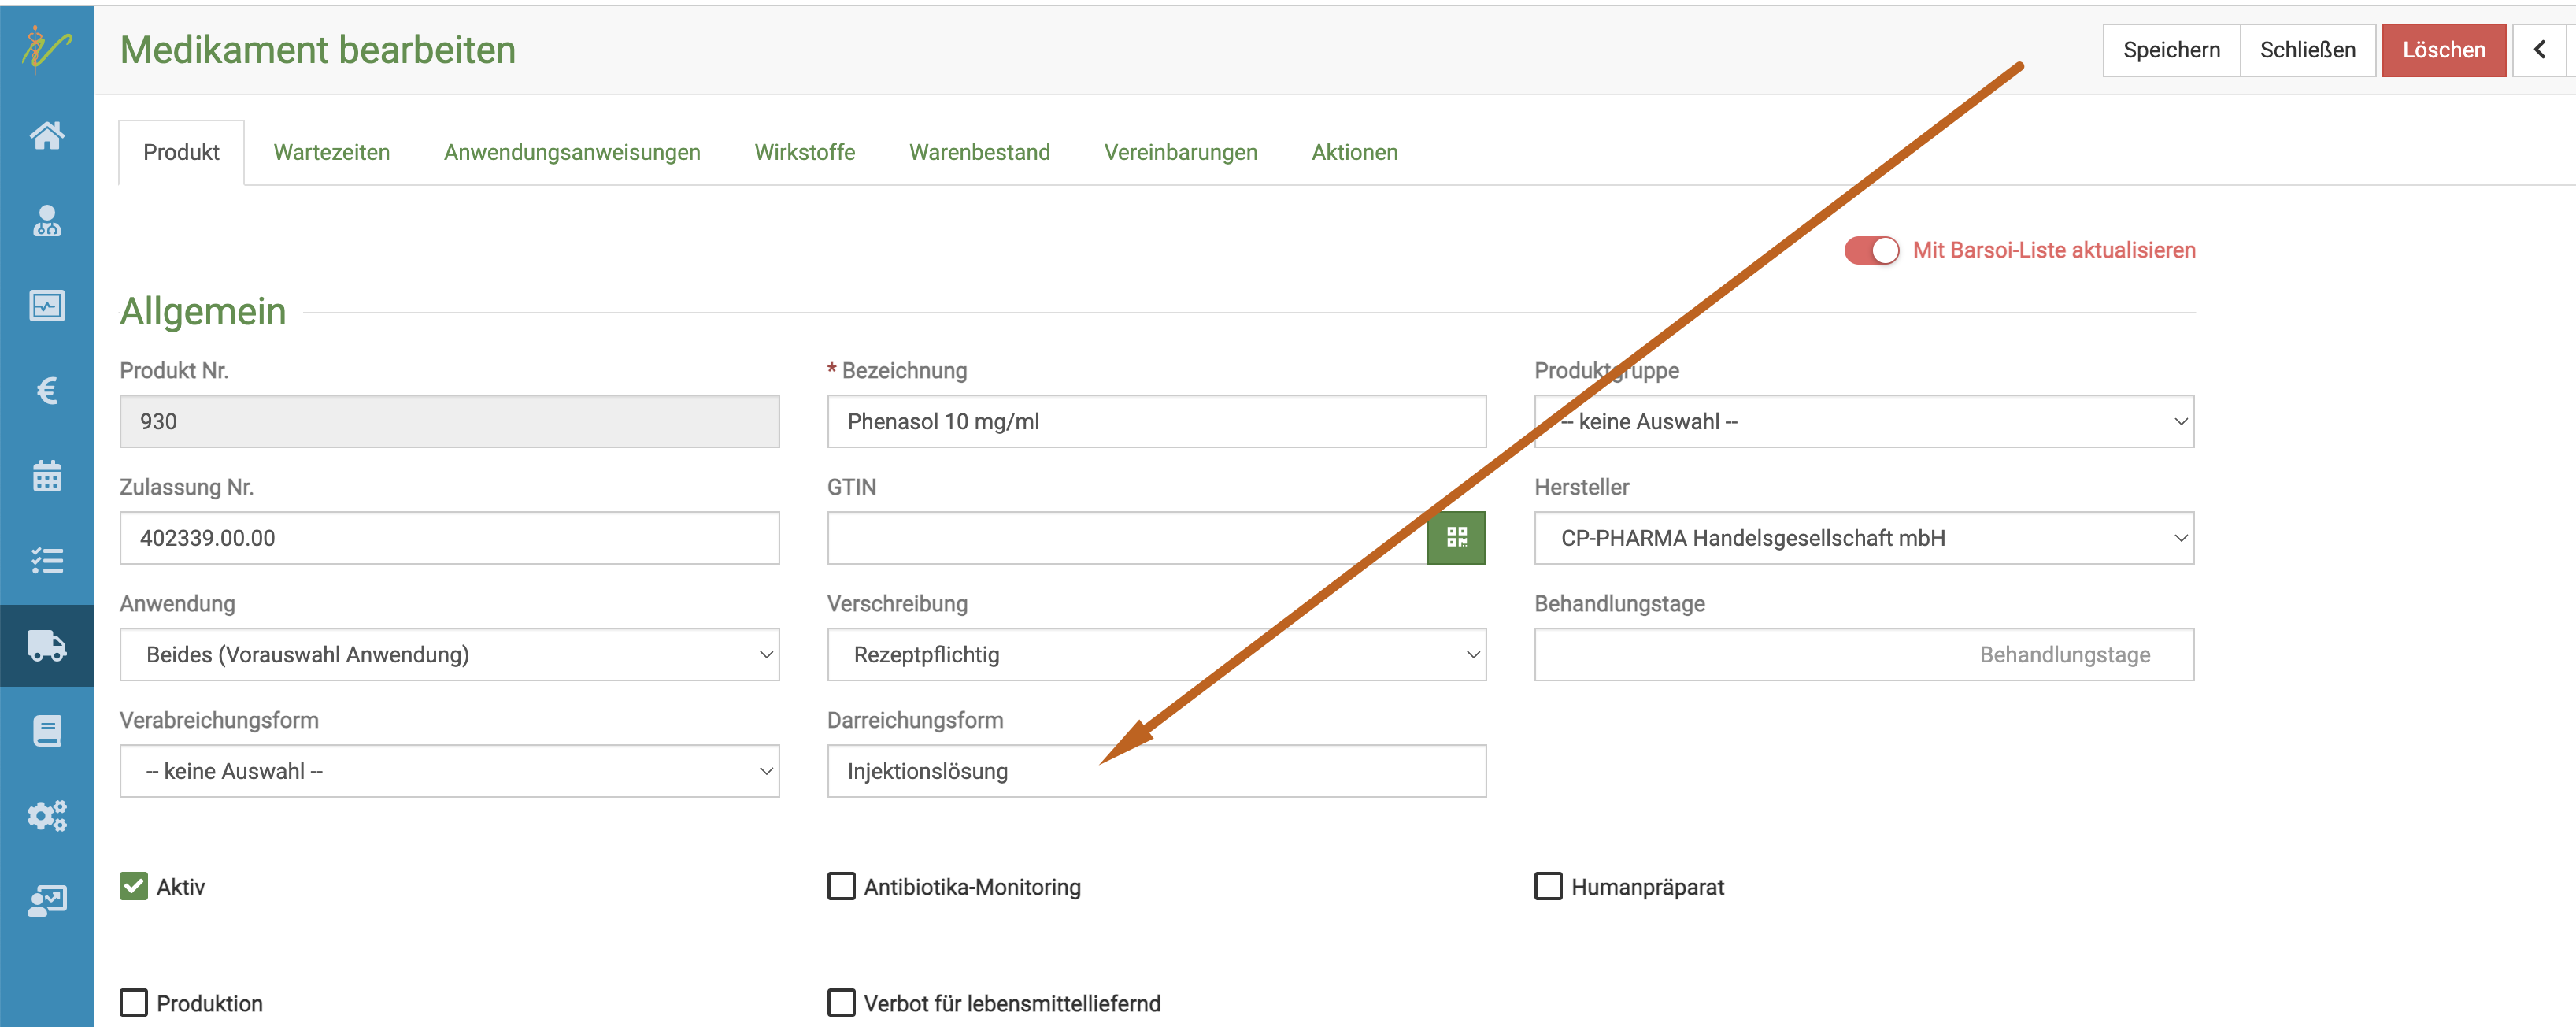 Medikament bearbeiten
Speichern Schließen Löschen
Produkt Wartezeiten Anwendungsanweisungen Wirkstoffe Warenbestand Vereinbarungen Aktionen
Mit Barsoi-Liste aktualisieren
Allgemein
Produkt Nr. * Bezeichnung Produktgruppe
930 Phenasol 10 mg/ml -- keine Auswahl --
Zulassung Nr. GTIN Hersteller
402339.00.00 CP-PHARMA Handelsgesellschaft mbH
Anwendung Verschreibung Behandlungstage
Beides (Vorauswahl Anwendung) Rezeptpflichtig Behandlungstage
Verabreichungsform Darreichungsform
-- keine Auswahl -- Injektionslösung
Aktiv Antibiotika-Monitoring Humanpräparat
Produktion Verbot für lebensmittelliefernd